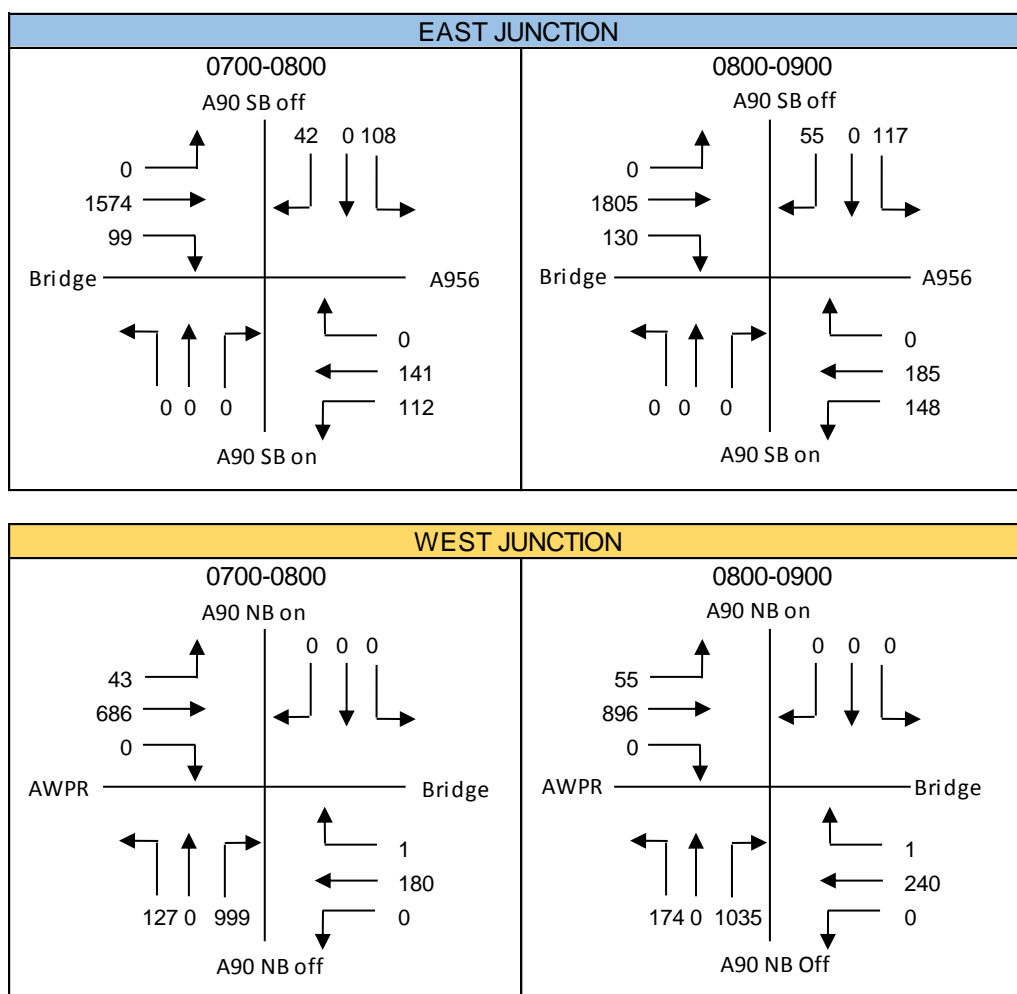 EAST JUNCTION
0700-0800
A90 SB off
42 0 108
0
1574
99
Bridge
A956
0
141
112
0 0 0
A90 SB on
0800-0900
A90 SB off
55 0 117
0
1805
130
Bridge
A956
0
185
148
0 0 0
A90 SB on
WEST JUNCTION
0700-0800
A90 NB on
0 0 0
43
686
0
AWPR
Bridge
1
180
0
127 0 999
A90 NB off
0800-0900
A90 NB on
0 0 0
55
896
0
AWPR
Bridge
1
240
0
174 0 1035
A90 NB Off